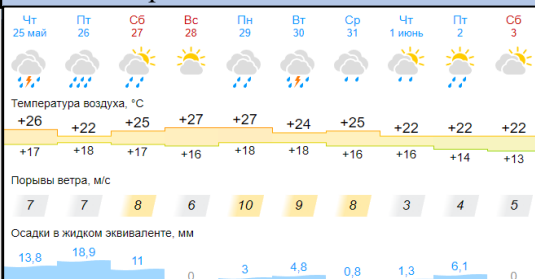 Чт Пт Сб Вс Пн Вт Ср Чт Пт Сб
25 май 26 27 28 29 30 31 1 июнь 2 3
Температура воздуха, °C
+26 +22 +25 +27 +27 +24 +25 +22 +22 +22
+17 +18 +17 +16 +18 +18 +16 +16 +14 +13
Порывы ветра, м/с
7 7 8 6 10 9 8 3 4 5
Осадки в жидком эквиваленте, мм
13,8 18,9 11 0 3 4,8 0,8 1,3 6,1 0